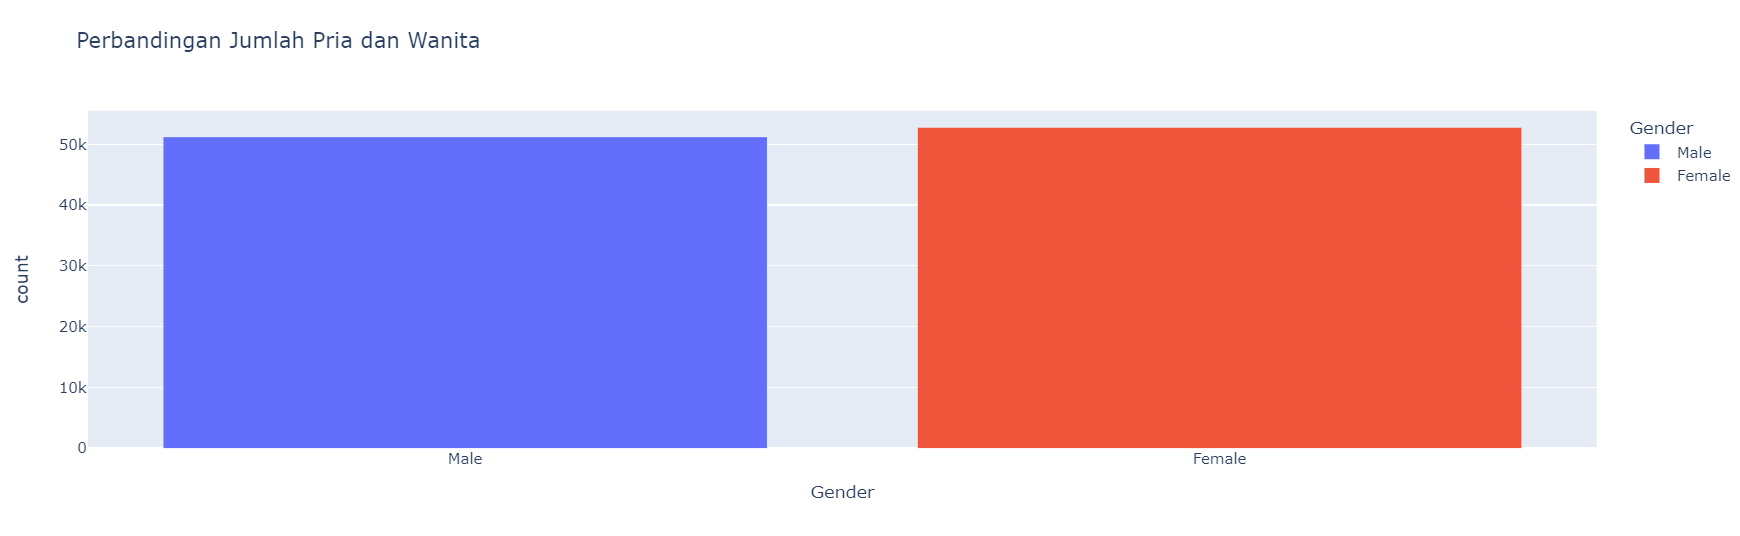 Perbandingan Jumlah Pria dan Wanita
Gender
Male
Female
count
50k
40k
30k
20k
10k
0
Male
Female
Gender